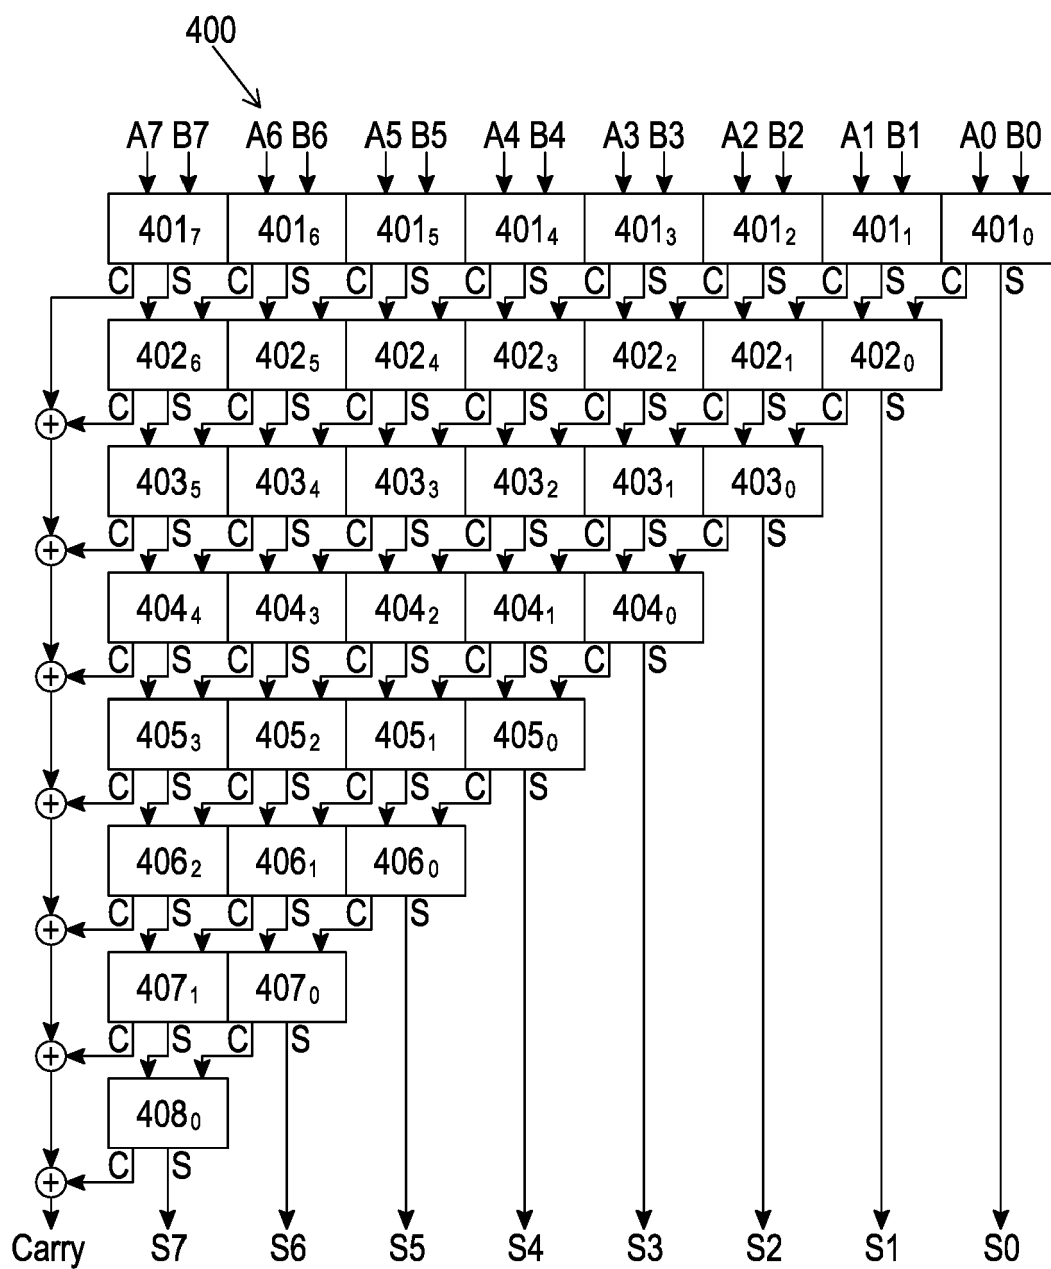 400
A7 B7 A6 B6 A5 B5 A4 B4 A3 B3 A2 B2 A1 B1 A0 B0
401₇ 401₆ 401₅ 401₄ 401₃ 401₂ 401₁ 401₀
C S C S C S C S C S C S C S C S
402₆ 402₅ 402₄ 402₃ 402₂ 402₁ 402₀
C S C S C S C S C S C S C S
+
403₅ 403₄ 403₃ 403₂ 403₁ 403₀
C S C S C S C S C S C S
+
404₄ 404₃ 404₂ 404₁ 404₀
C S C S C S C S C S
+
405₃ 405₂ 405₁ 405₀
C S C S C S C S
+
406₂ 406₁ 406₀
C S C S C S
+
407₁ 407₀
C S C S
+
408₀
C S
+
Carry S7 S6 S5 S4 S3 S2 S1 S0